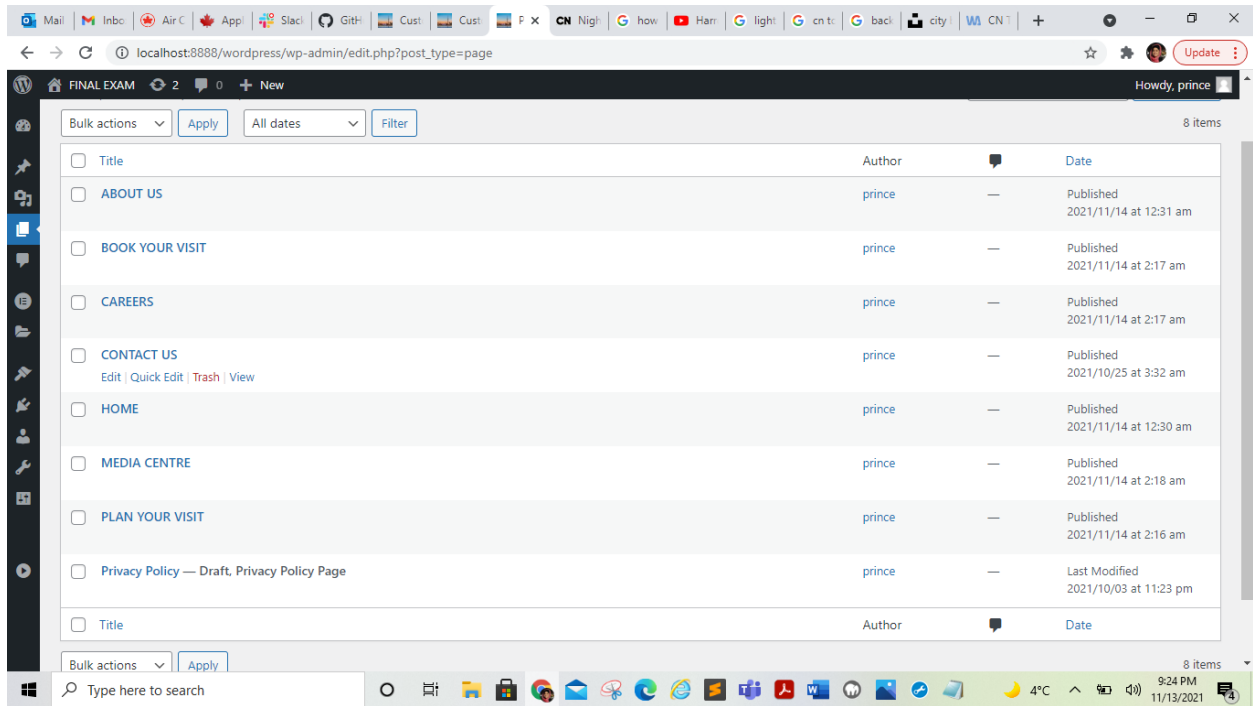 Mail Inbo Air C Appl Slack GitH Cust Cust P CN Nigh how Harr light cn to back city WA CN T
localhost:8888/wordpress/wp-admin/edit.php?post_type=page Update
FINAL EXAM 2 0 New Howdy, prince
Bulk actions Apply All dates Filter 8 items
Title Author Date
ABOUT US prince — Published
2021/11/14 at 12:31 am
BOOK YOUR VISIT prince — Published
2021/11/14 at 2:17 am
CAREERS prince — Published
2021/11/14 at 2:17 am
CONTACT US prince — Published
Edit | Quick Edit | Trash | View 2021/10/25 at 3:32 am
HOME prince — Published
2021/11/14 at 12:30 am
MEDIA CENTRE prince — Published
2021/11/14 at 2:18 am
PLAN YOUR VISIT prince — Published
2021/11/14 at 2:16 am
Privacy Policy — Draft, Privacy Policy Page prince — Last Modified
2021/10/03 at 11:23 pm
Title Author Date
Bulk actions Apply 8 items
Type here to search 4°C 9:24 PM
11/13/2021 4